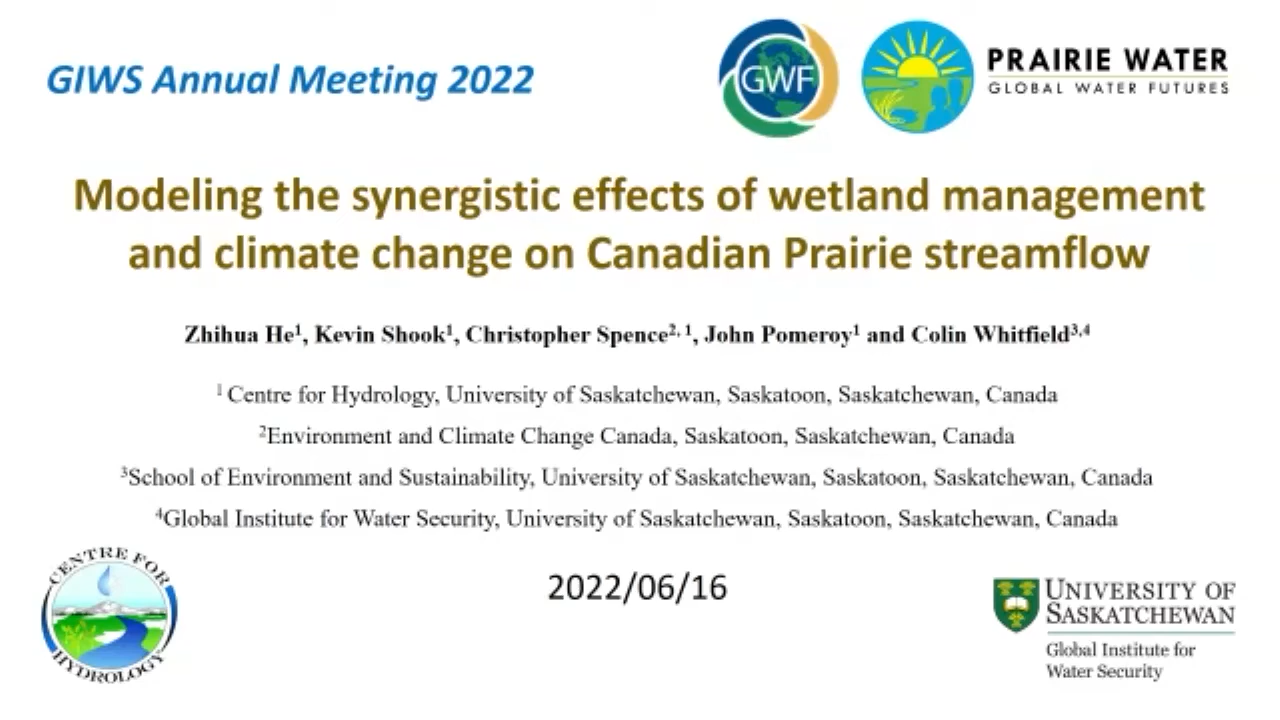 GIWS Annual Meeting 2022
GWF
PRAIRIE WATER
GLOBAL WATER FUTURES
Modeling the synergistic effects of wetland management
and climate change on Canadian Prairie streamflow
Zhihua He¹, Kevin Shook¹, Christopher Spence²,¹, John Pomeroy¹ and Colin Whitfield³,⁴
¹ Centre for Hydrology, University of Saskatchewan, Saskatoon, Saskatchewan, Canada
²Environment and Climate Change Canada, Saskatoon, Saskatchewan, Canada
³School of Environment and Sustainability, University of Saskatchewan, Saskatoon, Saskatchewan, Canada
⁴Global Institute for Water Security, University of Saskatchewan, Saskatoon, Saskatchewan, Canada
CENTRE FOR
HYDROLOGY
2022/06/16
UNIVERSITY OF
SASKATCHEWAN
Global Institute for
Water Security